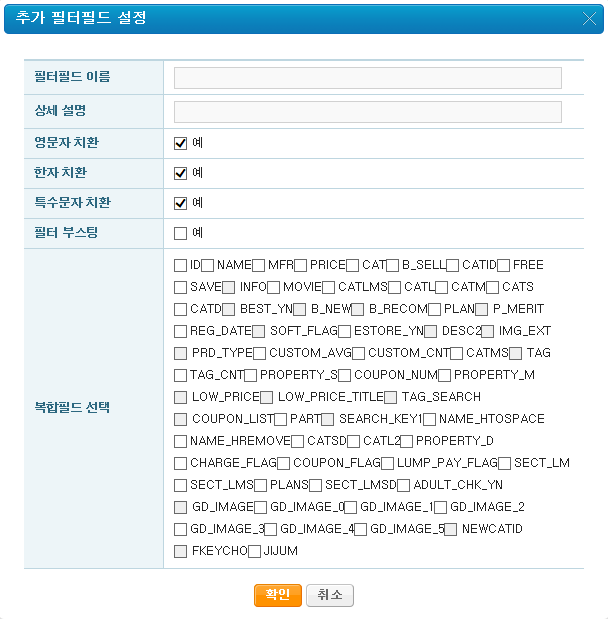 추가 필터필드 설정
필터필드 이름
상세 설명
영문자 치환 예
한자 치환 예
특수문자 치환 예
필터 부스팅 예
복합필드 선택
ID NAME MFR PRICE CAT B_SELL CATID FREE
SAVE INFO MOVIE CATLMS CATL CATM CATS
CATD BEST_YN B_NEW B_RECOM PLAN P_MERIT
REG_DATE SOFT_FLAG ESTORE_YN DESC2 IMG_EXT
PRD_TYPE CUSTOM_AVG CUSTOM_CNT CATMS TAG
TAG_CNT PROPERTY_S COUPON_NUM PROPERTY_M
LOW_PRICE LOW_PRICE_TITLE TAG_SEARCH
COUPON_LIST PART SEARCH_KEY1 NAME_HTOSPACE
NAME_HREMOVE CATSD CATL2 PROPERTY_D
CHARGE_FLAG COUPON_FLAG LUMP_PAY_FLAG SECT_LM
SECT_LMS PLANS SECT_LMSD ADULT_CHK_YN
GD_IMAGE GD_IMAGE_0 GD_IMAGE_1 GD_IMAGE_2
GD_IMAGE_3 GD_IMAGE_4 GD_IMAGE_5 NEWCATID
FKEYCHO JIJUM
확인 취소